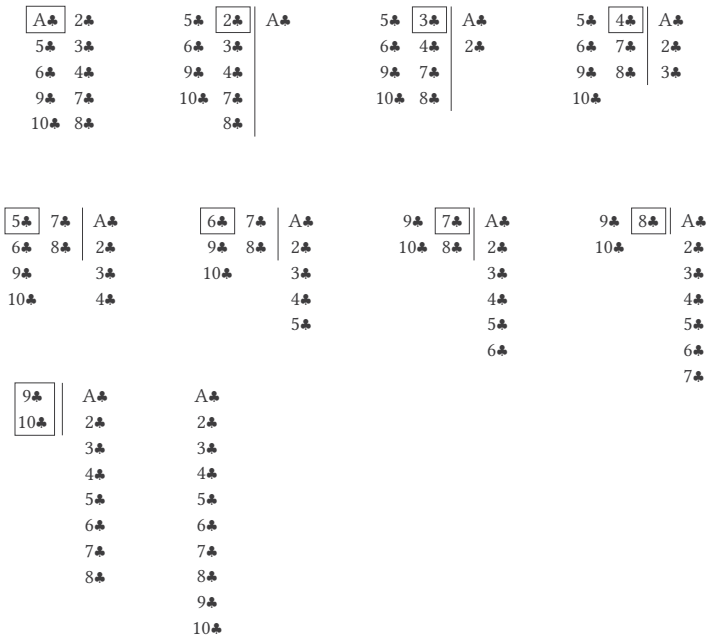 A♣ 2♣ 5♣ 2♣ A♣ 5♣ 3♣ A♣ 5♣ 4♣ A♣
5♣ 3♣ 6♣ 3♣ 6♣ 4♣ 2♣ 6♣ 7♣ 2♣
6♣ 4♣ 9♣ 4♣ 9♣ 7♣ 9♣ 8♣ 3♣
9♣ 7♣ 10♣ 7♣ 10♣ 8♣ 10♣
10♣ 8♣ 8♣
5♣ 7♣ A♣ 6♣ 7♣ A♣ 9♣ 7♣ A♣ 9♣ 8♣ A♣
6♣ 8♣ 2♣ 9♣ 8♣ 2♣ 10♣ 8♣ 2♣ 10♣ 2♣
9♣ 3♣ 10♣ 3♣ 3♣ 3♣
10♣ 4♣ 4♣ 4♣ 4♣
5♣ 5♣ 5♣
6♣ 6♣
7♣
9♣ A♣ A♣
10♣ 2♣ 2♣
3♣ 3♣
4♣ 4♣
5♣ 5♣
6♣ 6♣
7♣ 7♣
8♣ 8♣
9♣
10♣